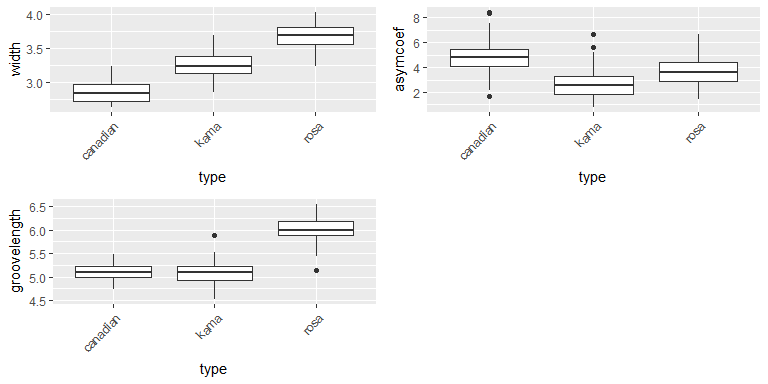 width
4.0
3.5
3.0
canadian
kama
rosa
type
asymcoef
8
6
4
2
canadian
kama
rosa
type
groovelength
6.5
6.0
5.5
5.0
4.5
canadian
kama
rosa
type